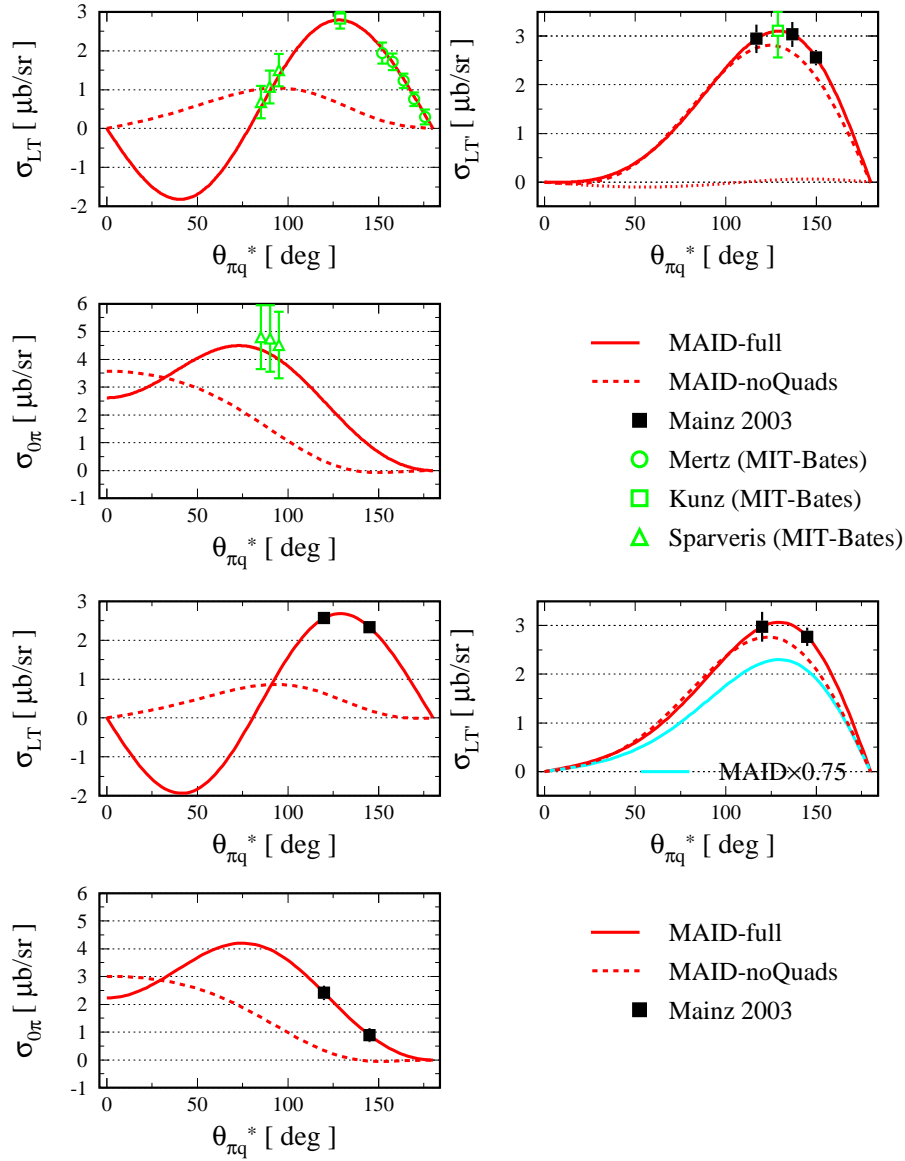 3
2
1
0
-1
-2
0 50 100 150
σLT [ μb/sr ]
θπq* [ deg ]
3
2
1
0
0 50 100 150
σLT' [ μb/sr ]
θπq* [ deg ]
6
5
4
3
2
1
0
-1
0 50 100 150
σ0π [ μb/sr ]
θπq* [ deg ]
MAID-full
MAID-noQuads
Mainz 2003
Mertz (MIT-Bates)
Kunz (MIT-Bates)
Sparveris (MIT-Bates)
3
2
1
0
-1
-2
0 50 100 150
σLT [ μb/sr ]
θπq* [ deg ]
3
2
1
0
MAID×0.75
0 50 100 150
σLT' [ μb/sr ]
θπq* [ deg ]
6
5
4
3
2
1
0
-1
0 50 100 150
σ0π [ μb/sr ]
θπq* [ deg ]
MAID-full
MAID-noQuads
Mainz 2003